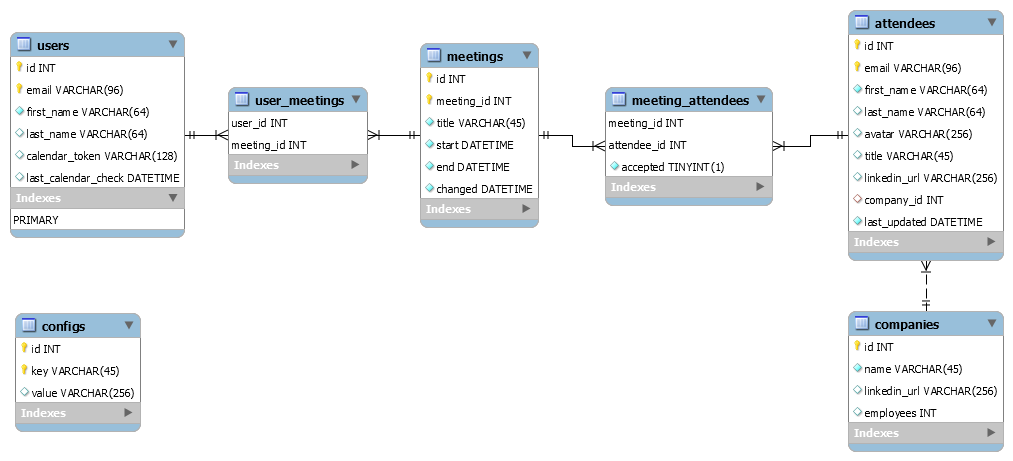 users
id INT
email VARCHAR(96)
first_name VARCHAR(64)
last_name VARCHAR(64)
calendar_token VARCHAR(128)
last_calendar_check DATETIME
Indexes
PRIMARY
user_meetings
user_id INT
meeting_id INT
Indexes
meetings
id INT
meeting_id INT
title VARCHAR(45)
start DATETIME
end DATETIME
changed DATETIME
Indexes
meeting_attendees
meeting_id INT
attendee_id INT
accepted TINYINT(1)
Indexes
attendees
id INT
email VARCHAR(96)
first_name VARCHAR(64)
last_name VARCHAR(64)
avatar VARCHAR(256)
title VARCHAR(45)
linkedin_url VARCHAR(256)
company_id INT
last_updated DATETIME
Indexes
configs
id INT
key VARCHAR(45)
value VARCHAR(256)
Indexes
companies
id INT
name VARCHAR(45)
linkedin_url VARCHAR(256)
employees INT
Indexes